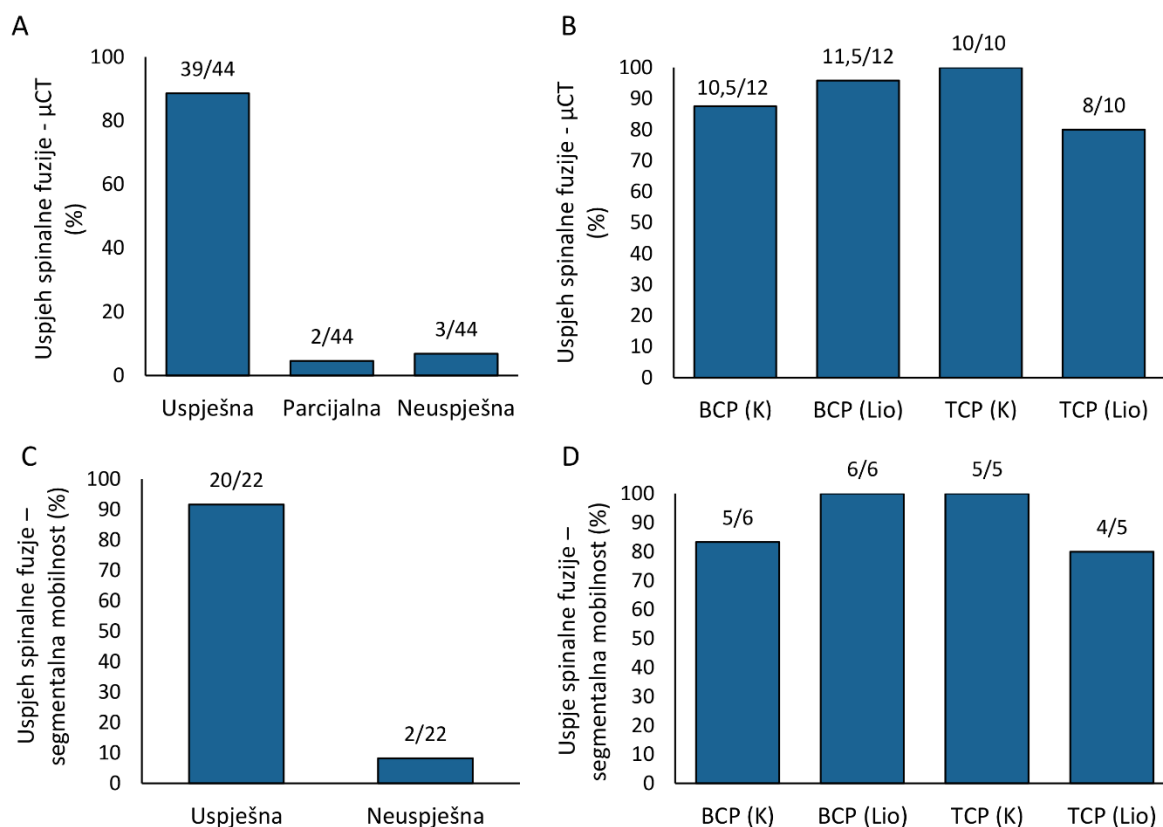 A
Uspjeh spinalne fuzije - µCT
(%)
100
80
60
40
20
0
39/44
2/44
3/44
Uspješna
Parcijalna
Neuspješna
B
Uspjeh spinalne fuzije - µCT
(%)
100
90
80
70
60
50
40
30
20
10
0
10,5/12
11,5/12
10/10
8/10
BCP (K)
BCP (Lio)
TCP (K)
TCP (Lio)
C
Uspjeh spinalne fuzje –
segmentalna mobilnost (%)
100
90
80
70
60
50
40
30
20
10
0
20/22
2/22
Uspješna
Neuspješna
D
Uspje spinalne fuzije –
segmentalna mobilnost (%)
100
90
80
70
60
50
40
30
20
10
0
5/6
6/6
5/5
4/5
BCP (K)
BCP (Lio)
TCP (K)
TCP (Lio)